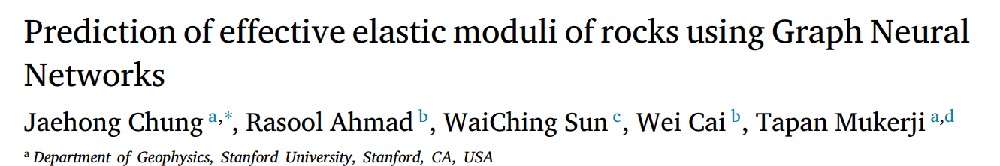 Prediction of effective elastic moduli of rocks using Graph Neural
Networks
Jaehong Chung a,*, Rasool Ahmad b, WaiChing Sun c, Wei Cai b, Tapan Mukerji a,d
a Department of Geophysics, Stanford University, Stanford, CA, USA